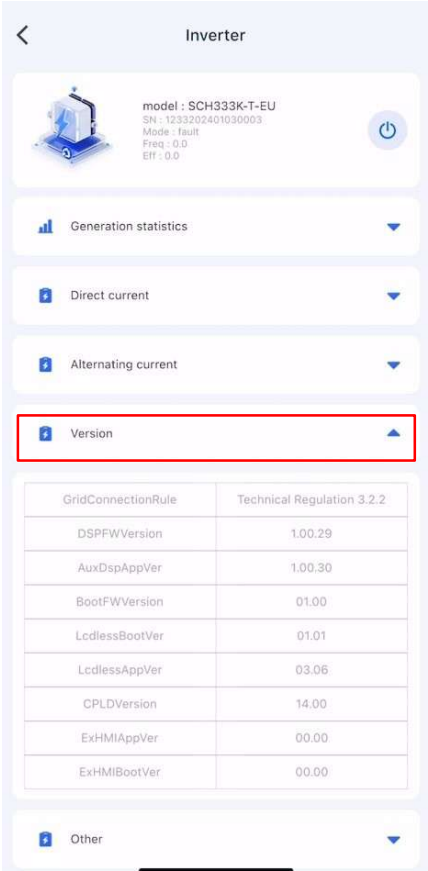 Inverter
model : SCH333K-T-EU
SN : 1233202401030003
Mode : fault
Freq : 0.0
Eff : 0.0
Generation statistics
Direct current
Alternating current
Version
GridConnectionRule Technical Regulation 3.2.2
DSPFWVersion 1.00.29
AuxDspAppVer 1.00.30
BootFWVersion 01.00
LcdlessBootVer 01.01
LcdlessAppVer 03.06
CPLDVersion 14.00
ExHMIAppVer 00.00
ExHMIBootVer 00.00
Other